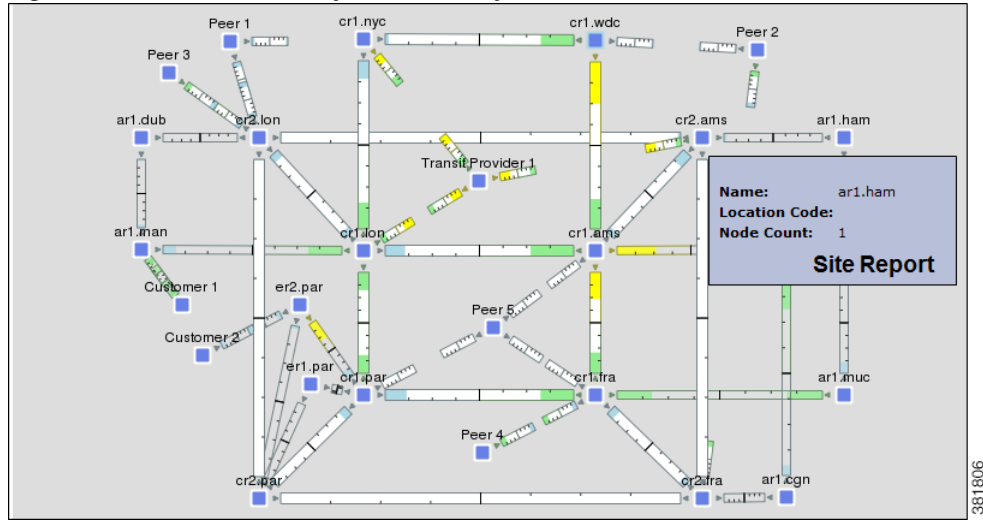 Peer 1
cr1.nyc
cr1.wdc
Peer 2
Peer 3
ar1.dub
cr2.lon
cr2.ams
ar1.ham
Transit Provider 1
Name: ar1.ham
Location Code:
Node Count: 1
Site Report
ar1.man
cr1.lon
cr1.ams
Customer 1
er2.par
Peer 5
Customer 2
er1.par
cr1.par
cr1.fra
ar1.muc
Peer 4
cr2.par
cr2.fra
ar1.cgn
381806